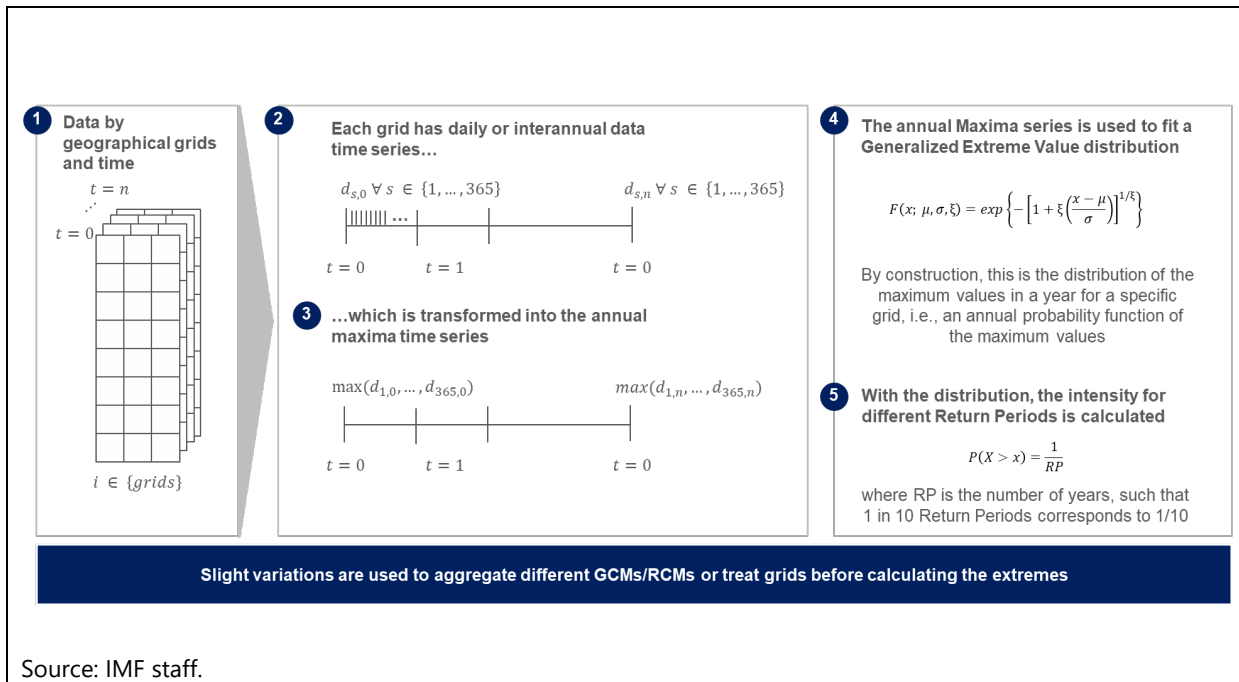 1
Data by
geographical grids
and time
t = n
⋰
t = 0
i ∈ {grids}
2
Each grid has daily or interannual data
time series…
d_{s,0} ∀ s ∈ {1, … , 365}
d_{s,n} ∀ s ∈ {1, … , 365}
…
t = 0
t = 1
t = 0
3
…which is transformed into the annual
maxima time series
max(d_{1,0}, … , d_{365,0})
max(d_{1,n}, … , d_{365,n})
t = 0
t = 1
t = 0
4
The annual Maxima series is used to fit a
Generalized Extreme Value distribution
F(x; μ, σ, ξ) = exp {−[1 + ξ((x − μ)/σ)]^{1/ξ}}
By construction, this is the distribution of the
maximum values in a year for a specific
grid, i.e., an annual probability function of
the maximum values
5
With the distribution, the intensity for
different Return Periods is calculated
P(X > x) = 1/RP
where RP is the number of years, such that
1 in 10 Return Periods corresponds to 1/10
Slight variations are used to aggregate different GCMs/RCMs or treat grids before calculating the extremes
Source: IMF staff.